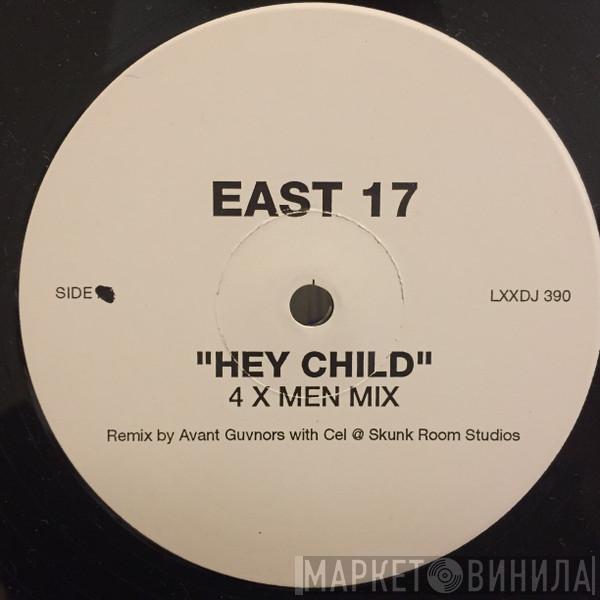 EAST 17
SIDE
LXXDJ 390
"HEY CHILD"
4 X MEN MIX
Remix by Avant Guvnors with Cel @ Skunk Room Studios
МАРКЕТ ВИНИЛА